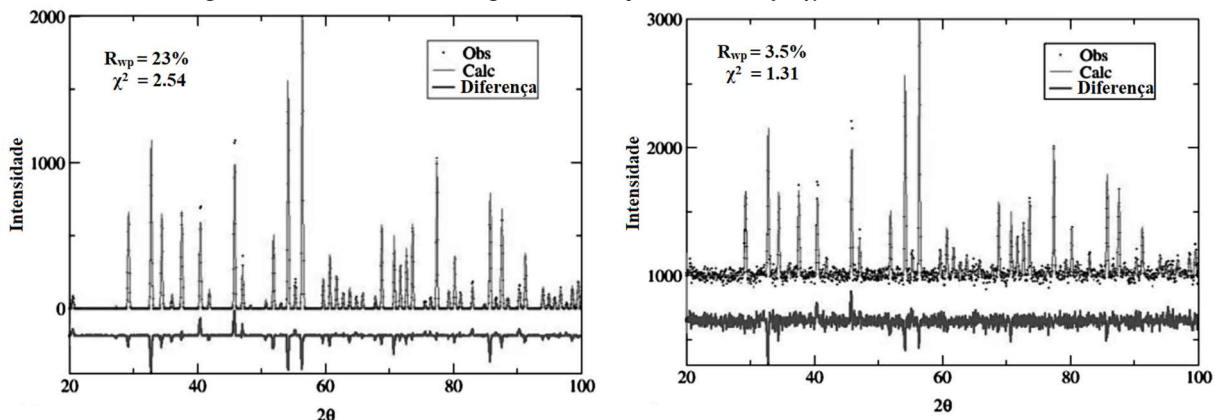 2000
R_wp = 23%
χ² = 2.54
Obs
Calc
Diferença
1000
0
Intensidade
20
40
60
80
100
2θ
3000
R_wp = 3.5%
χ² = 1.31
Obs
Calc
Diferença
2000
1000
Intensidade
20
40
60
80
100
2θ